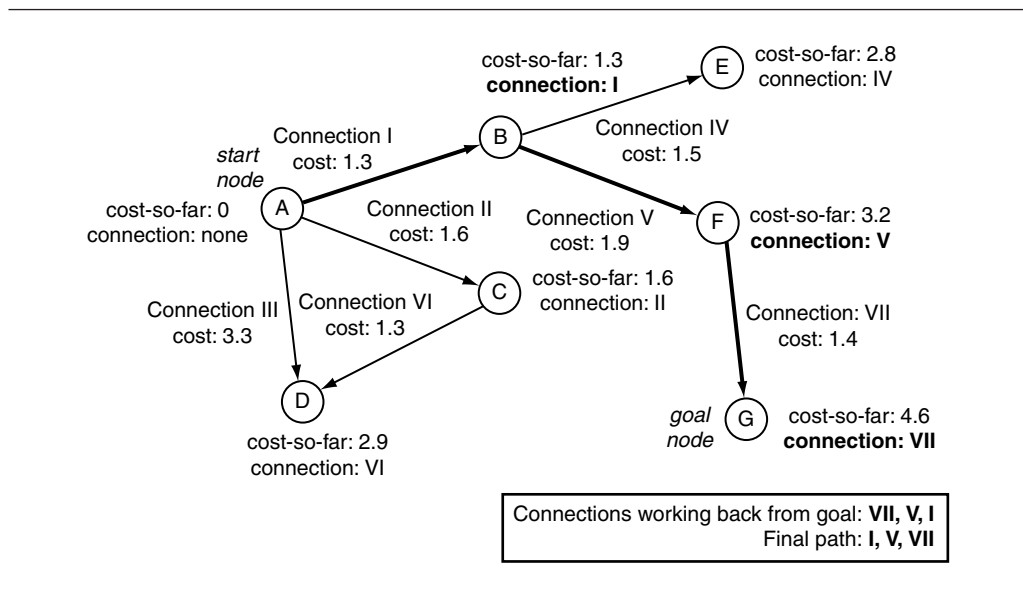 cost-so-far: 1.3
connection: I
E
cost-so-far: 2.8
connection: IV
B
Connection I
cost: 1.3
Connection IV
cost: 1.5
start
node
A
cost-so-far: 0
connection: none
Connection II
cost: 1.6
Connection V
cost: 1.9
F
cost-so-far: 3.2
connection: V
C
cost-so-far: 1.6
connection: II
Connection III
cost: 3.3
Connection VI
cost: 1.3
Connection: VII
cost: 1.4
D
cost-so-far: 2.9
connection: VI
goal
node
G
cost-so-far: 4.6
connection: VII
Connections working back from goal: VII, V, I
Final path: I, V, VII